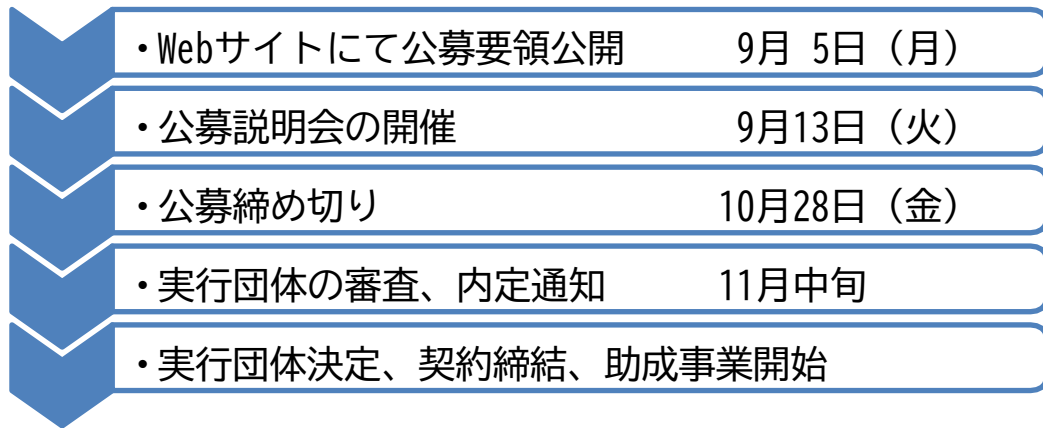 ・Webサイトにて公募要領公開 9月 5日（月）
・公募説明会の開催 9月13日（火）
・公募締め切り 10月28日（金）
・実行団体の審査、内定通知 11月中旬
・実行団体決定、契約締結、助成事業開始